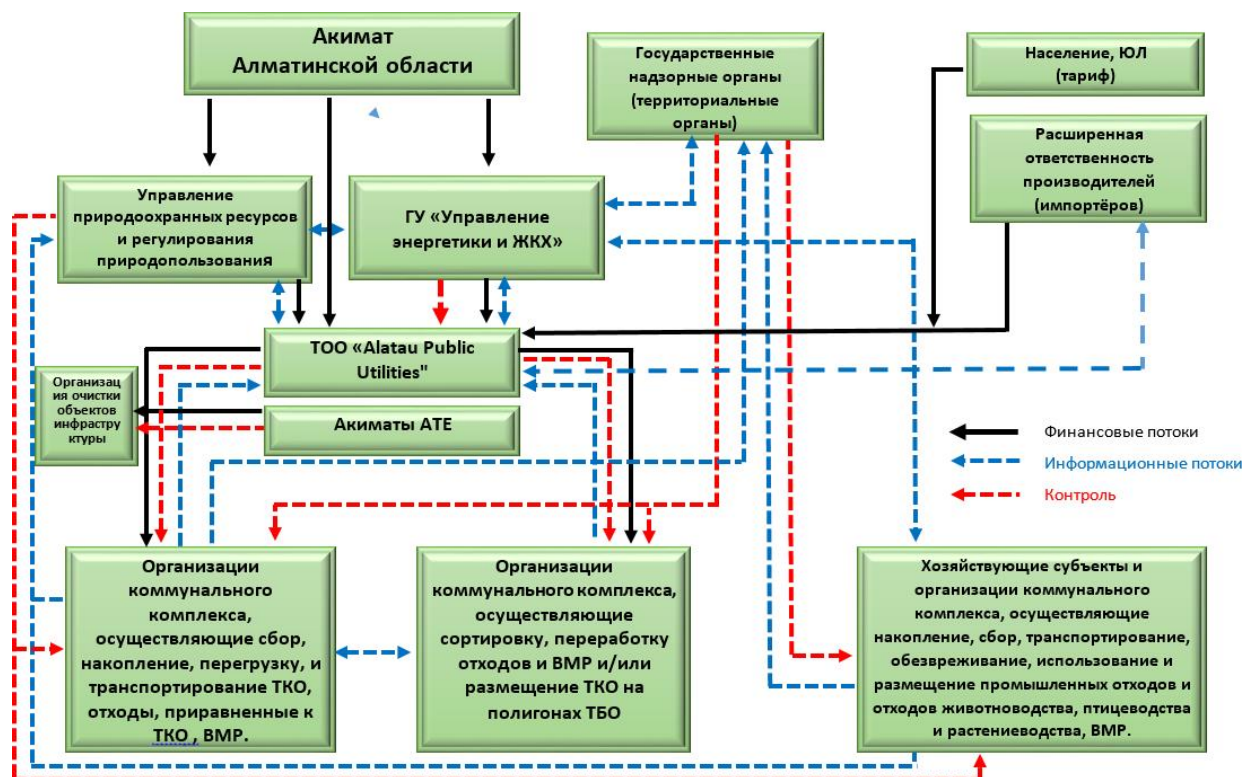 Акимат
Алматинской области
Государственные
надзорные органы
(территориальные
органы)
Население, ЮЛ
(тариф)
Расширенная
ответственность
производителей
(импортёров)
Управление
природоохранных ресурсов
и регулирования
природопользования
ГУ «Управление
энергетики и ЖКХ»
ТОО «Alatau Public
Utilities"
Организац
ия очистки
объектов
инфрастру
ктуры
Акиматы АТЕ
Финансовые потоки
Информационные потоки
Контроль
Организации
коммунального
комплекса,
осуществляющие сбор,
накопление, перегрузку, и
транспортирование ТКО,
отходы, приравненные к
ТКО , ВМР.
Организации
коммунального комплекса,
осуществляющие
сортировку, переработку
отходов и ВМР и/или
размещение ТКО на
полигонах ТБО
Хозяйствующие субъекты и
организации коммунального
комплекса, осуществляющие
накопление, сбор, транспортирование,
обезвреживание, использование и
размещение промышленных отходов и
отходов животноводства, птицеводства
и растениеводства, ВМР.